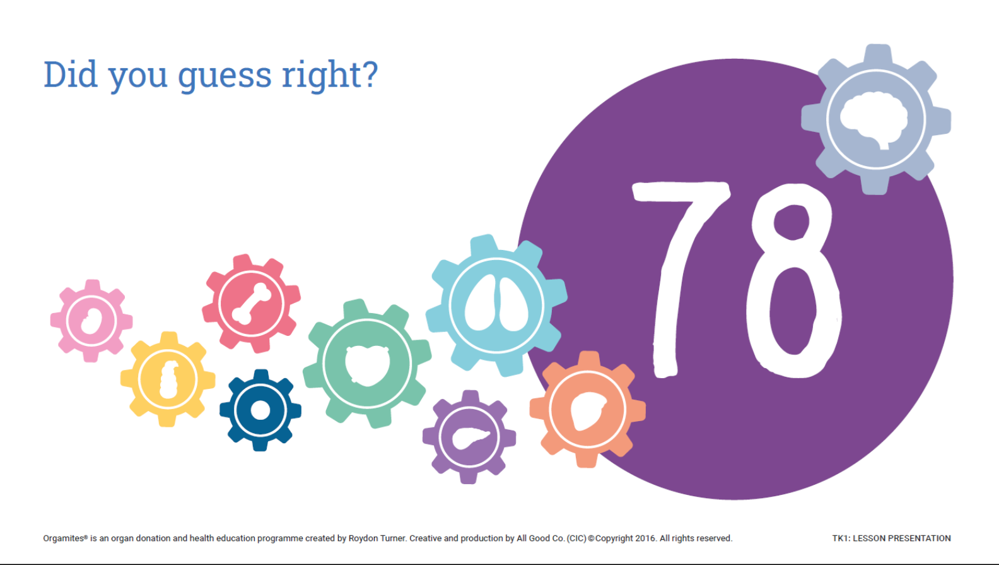 Did you guess right?
78
Orgamites® is an organ donation and health education programme created by Roydon Turner. Creative and production by All Good Co. (CIC) ©Copyright 2016. All rights reserved.
TK1: LESSON PRESENTATION